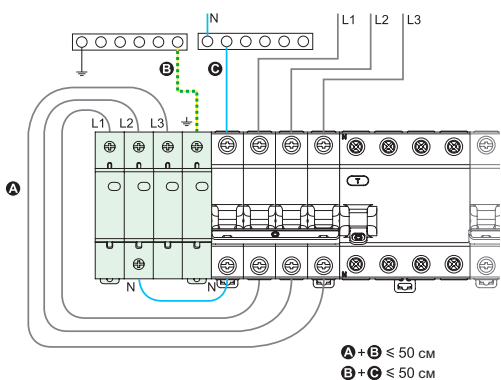 N
L1 L2 L3
B
C
L1 L2 L3
N
A
T
N N
N
A + B ⩽ 50 см
B + C ⩽ 50 см